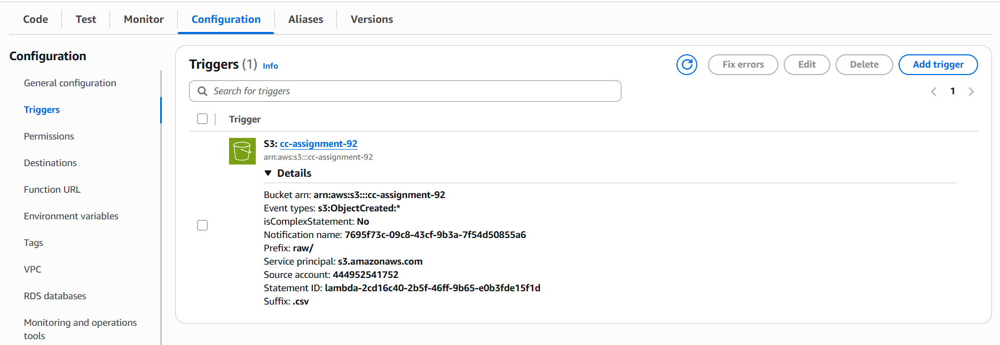 Code Test Monitor Configuration Aliases Versions
Configuration
General configuration
Triggers
Permissions
Destinations
Function URL
Environment variables
Tags
VPC
RDS databases
Monitoring and operations
tools
Triggers (1) Info
Fix errors Edit Delete Add trigger
Search for triggers
1
Trigger
S3: cc-assignment-92
arn:aws:s3:::cc-assignment-92
Details
Bucket arn: arn:aws:s3:::cc-assignment-92
Event types: s3:ObjectCreated:*
isComplexStatement: No
Notification name: 7695f73c-09c8-43cf-9b3a-7f54d50855a6
Prefix: raw/
Service principal: s3.amazonaws.com
Source account: 444952541752
Statement ID: lambda-2cd16c40-2b5f-46ff-9b65-e0b3fde15f1d
Suffix: .csv